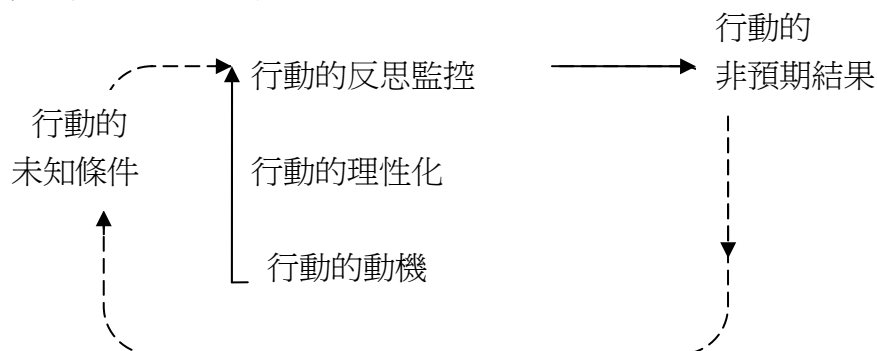 行動的
非預期結果
行動的反思監控
行動的
未知條件
行動的理性化
行動的動機